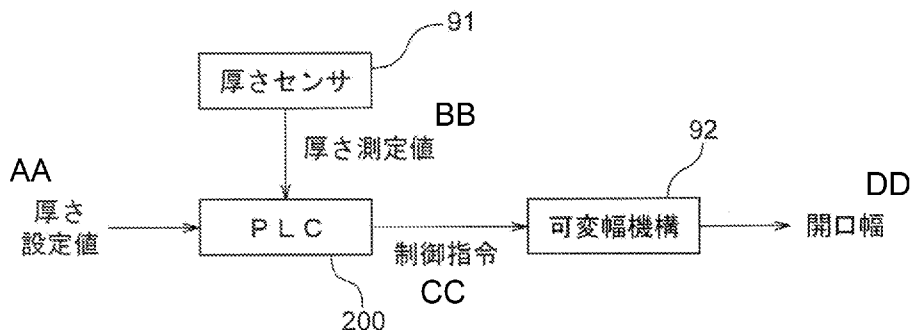 91
厚さセンサ
BB
厚さ測定値
92
AA
DD
厚さ
設定値
PLC
可変幅機構
開口幅
制御指令
CC
200